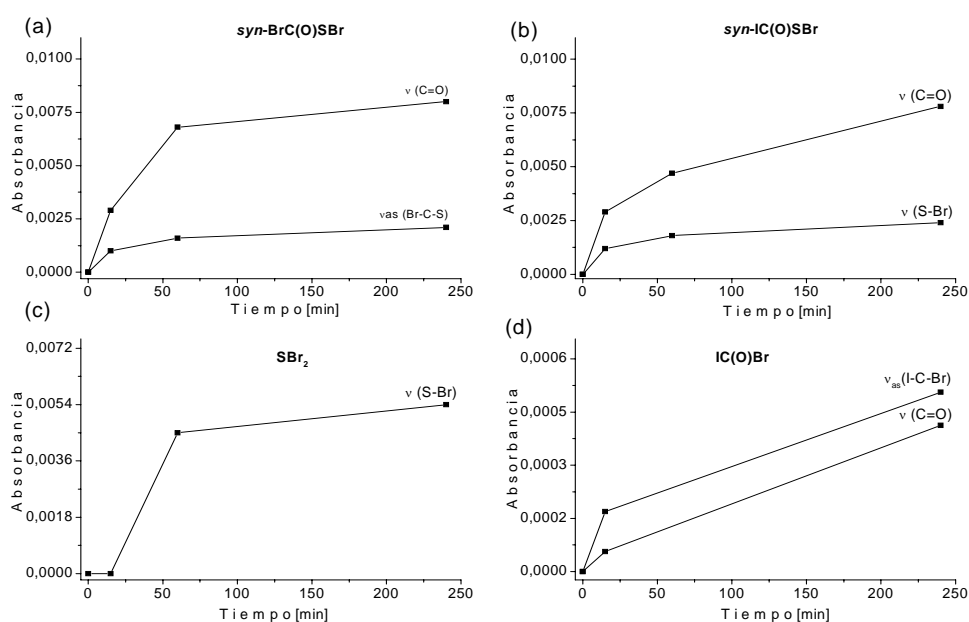 (a)
syn-BrC(O)SBr
0,0100
0,0075
0,0050
0,0025
0,0000
Absorbancia
ν (C=O)
νas (Br-C-S)
0 50 100 150 200 250
Tiempo [min]
(b)
syn-IC(O)SBr
0,0100
0,0075
0,0050
0,0025
0,0000
Absorbancia
ν (C=O)
ν (S-Br)
0 50 100 150 200 250
Tiempo [min]
(c)
SBr₂
0,0072
0,0054
0,0036
0,0018
0,0000
Absorbancia
ν (S-Br)
0 50 100 150 200 250
Tiempo [min]
(d)
IC(O)Br
0,0006
0,0005
0,0003
0,0002
0,0000
Absorbancia
νas(I-C-Br)
ν (C=O)
0 50 100 150 200 250
Tiempo [min]